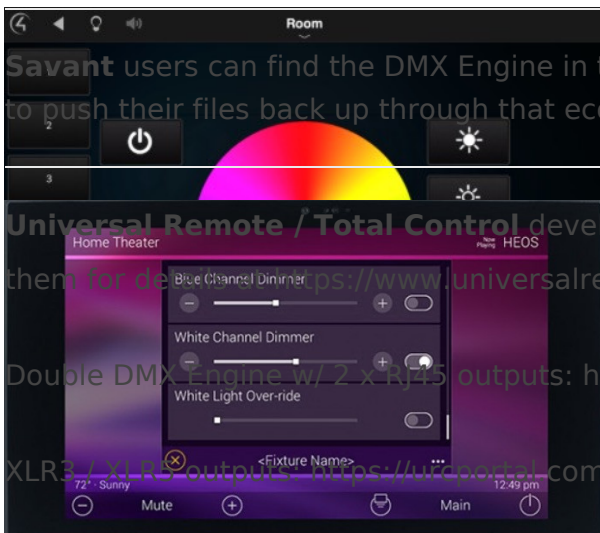 Room
Savant users can find the DMX Engine in t
to push their files back up through that ec
2
3
Universal Remote / Total Control deve
Home Theater
Now Playing HEOS
them for details at https://www.universalre
Blue Channel Dimmer
White Channel Dimmer
Double DMX Engine w/ 2 x RJ45 outputs: h
White Light Over-ride
<Fixture Name>
XLR3 / XLR5 outputs: https://urcportal.com
72° · Sunny
12:49 pm
Mute
Main